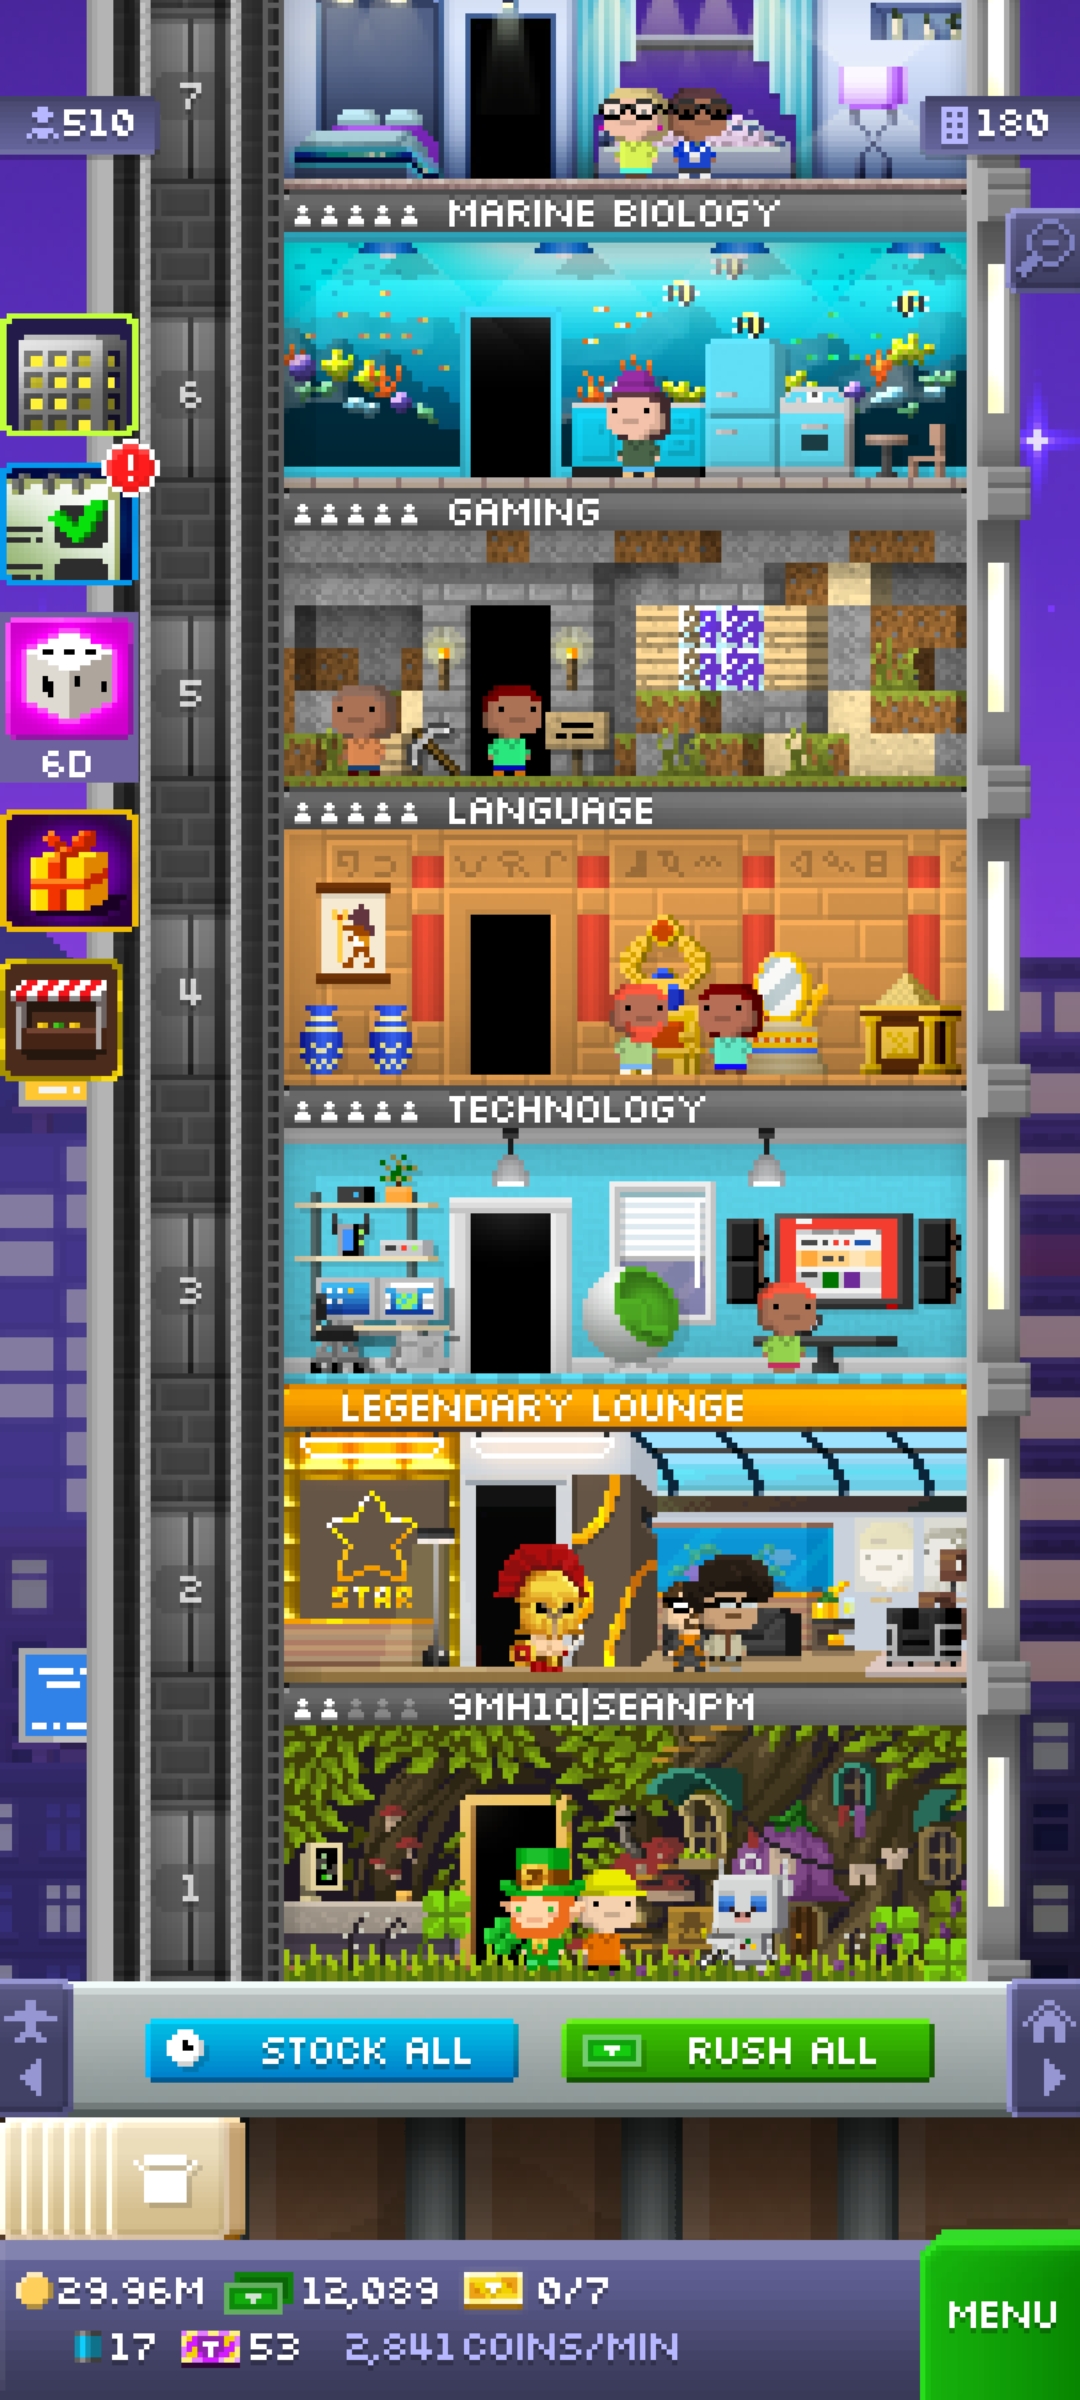 7
510
180
MARINE BIOLOGY
6
GAMING
5
6D
LANGUAGE
4
TECHNOLOGY
3
LEGENDARY LOUNGE
STAR
2
9MH1Q|SEANPM
1
STOCK ALL
RUSH ALL
29.96M 12,089 0/7
17 53 2,841 COINS/MIN
MENU